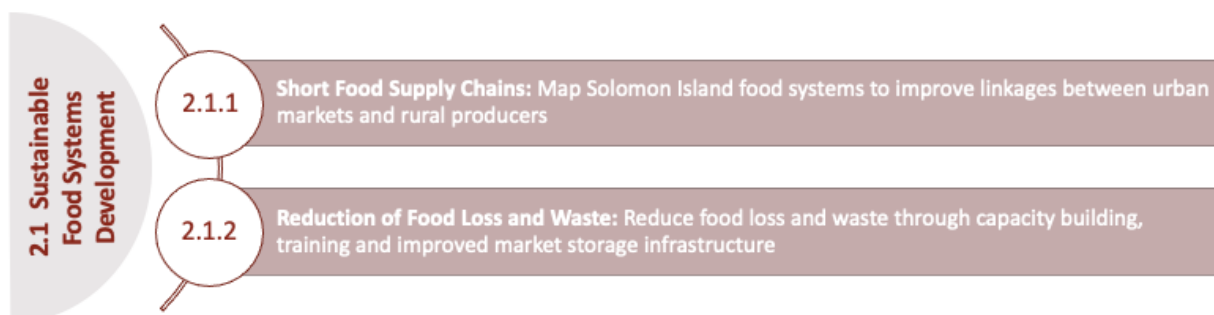 2.1 Sustainable
Food Systems
Development
2.1.1
Short Food Supply Chains: Map Solomon Island food systems to improve linkages between urban
markets and rural producers
2.1.2
Reduction of Food Loss and Waste: Reduce food loss and waste through capacity building,
training and improved market storage infrastructure